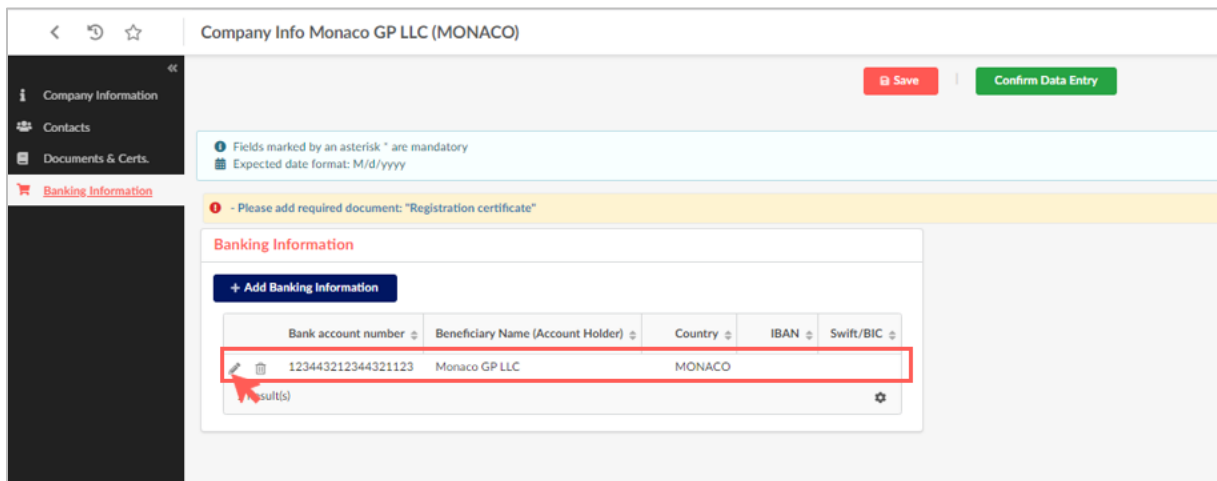 Company Info Monaco GP LLC (MONACO)
Save
Confirm Data Entry
Company Information
Contacts
Documents & Certs.
Banking Information
Fields marked by an asterisk * are mandatory
Expected date format: M/d/yyyy
- Please add required document: "Registration certificate"
Banking Information
+ Add Banking Information
Bank account number Beneficiary Name (Account Holder) Country IBAN Swift/BIC
123443212344321123 Monaco GP LLC MONACO